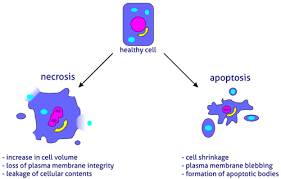 healthy cell
necrosis
apoptosis
- increase in cell volume
- loss of plasma membrane integrity
- leakage of cellular contents
- cell shrinkage
- plasma membrane blebbing
- formation of apoptotic bodies